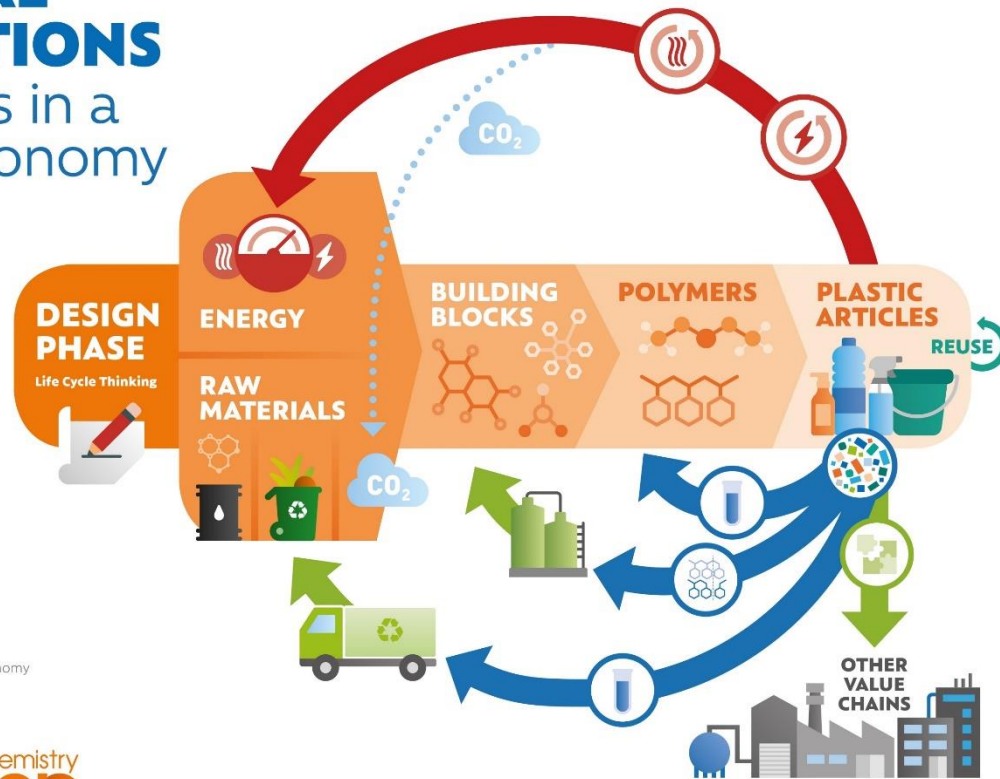 TIONS
s in a
onomy
CO₂
DESIGN
PHASE
Life Cycle Thinking
ENERGY
RAW
MATERIALS
CO₂
BUILDING
BLOCKS
POLYMERS
PLASTIC
ARTICLES
REUSE
OTHER
VALUE
CHAINS
nomy
emistry